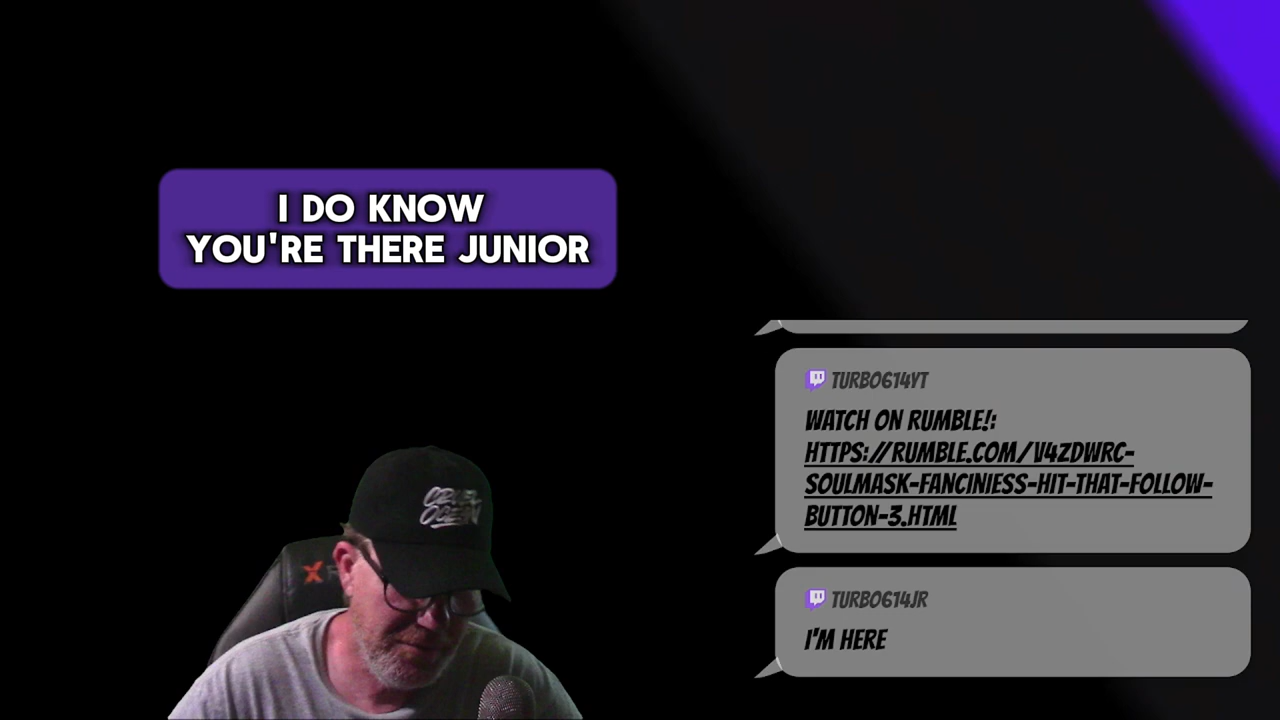 I DO KNOW
YOU'RE THERE JUNIOR
TURBO614YT
WATCH ON RUMBLE!:
HTTPS://RUMBLE.COM/V4ZDWRC-
SOULMASK-FANCINIESS-HIT-THAT-FOLLOW-
BUTTON-3.HTML
TURBO614JR
I'M HERE